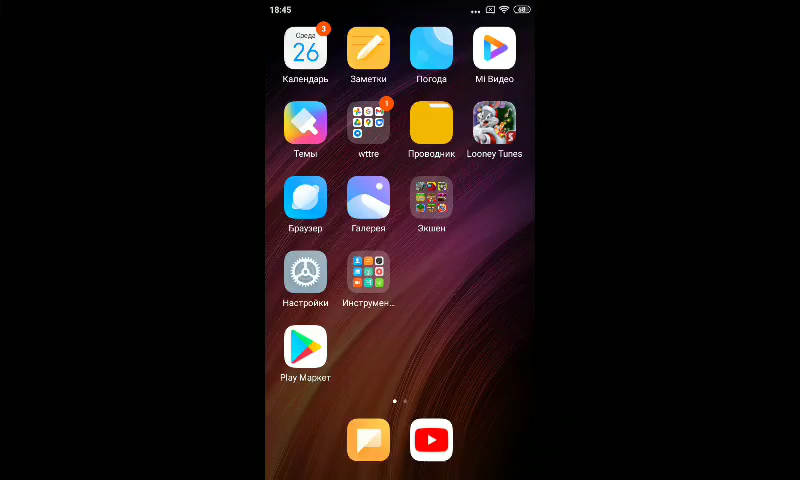 18:45
68
3
Среда
26
Календарь
Заметки
Погода
Mi Видео
Темы
1
wttre
Проводник
Looney Tunes
Браузер
Галерея
Экшен
Настройки
Инструмен...
Play Маркет